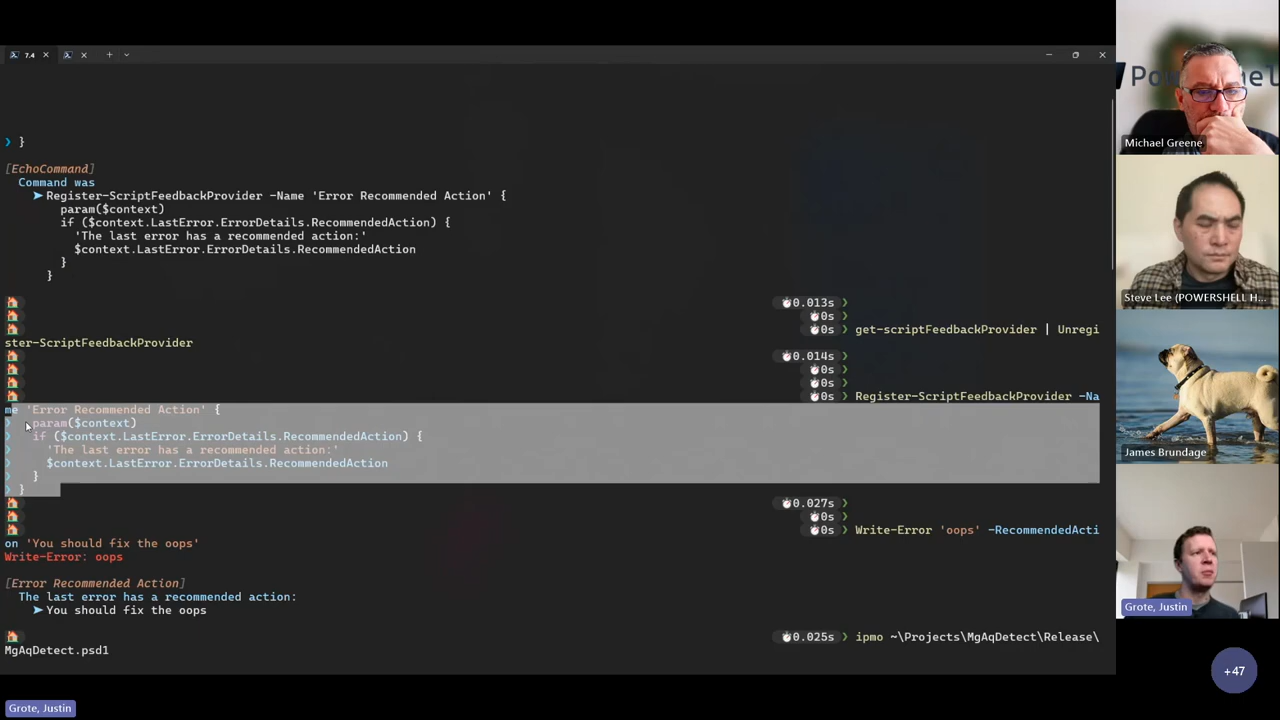 7.4
}
[EchoCommand]
Command was
➤Register-ScriptFeedbackProvider -Name 'Error Recommended Action' {
param($context)
if ($context.LastError.ErrorDetails.RecommendedAction) {
'The last error has a recommended action:'
$context.LastError.ErrorDetails.RecommendedAction
}
}
0.013s ❯
0s ❯
0s ❯ get-scriptFeedbackProvider | Unregi
ster-ScriptFeedbackProvider
0.014s ❯
0s ❯
0s ❯
0s ❯ Register-ScriptFeedbackProvider -Na
me 'Error Recommended Action' {
❯ param($context)
❯ if ($context.LastError.ErrorDetails.RecommendedAction) {
❯ 'The last error has a recommended action:'
❯ $context.LastError.ErrorDetails.RecommendedAction
❯ }
❯ }
0.027s ❯
0s ❯
0s ❯ Write-Error 'oops' -RecommendedActi
on 'You should fix the oops'
Write-Error: oops
[Error Recommended Action]
The last error has a recommended action:
➤You should fix the oops
0.025s ❯ ipmo ~\Projects\MgAqDetect\Release\
MgAqDetect.psd1
Michael Greene
Steve Lee (POWERSHELL H...
James Brundage
Grote, Justin
+47
Grote, Justin